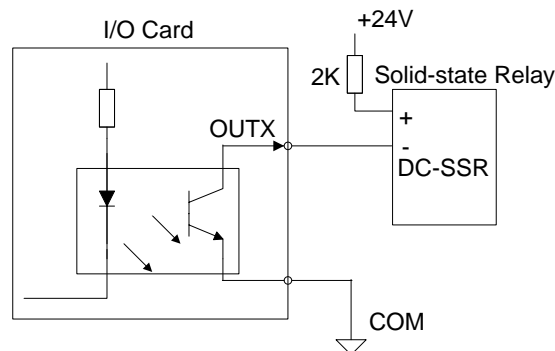 I/O Card
+24V
2K
Solid-state Relay
OUTX
+
-
DC-SSR
COM